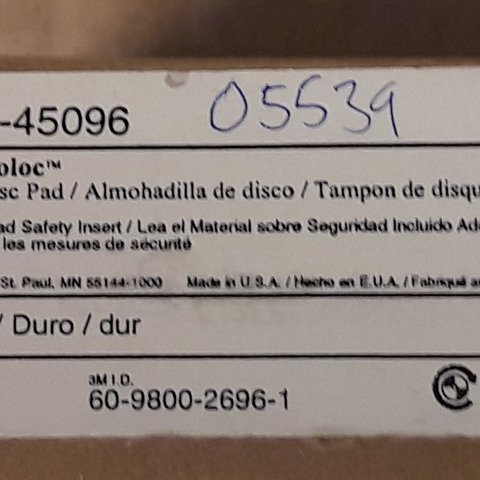 -45096 05539
oloc™
sc Pad / Almohadilla de disco / Tampon de disqu
ad Safety Insert / Lea el Material sobre Seguridad Incluido Ade
les mesures de sécurité
St. Paul, MN 55144-1000 Made in U.S.A. / Hecho en E.U.A. / Fabriqué a
/ Duro / dur
3M I.D.
60-9800-2696-1